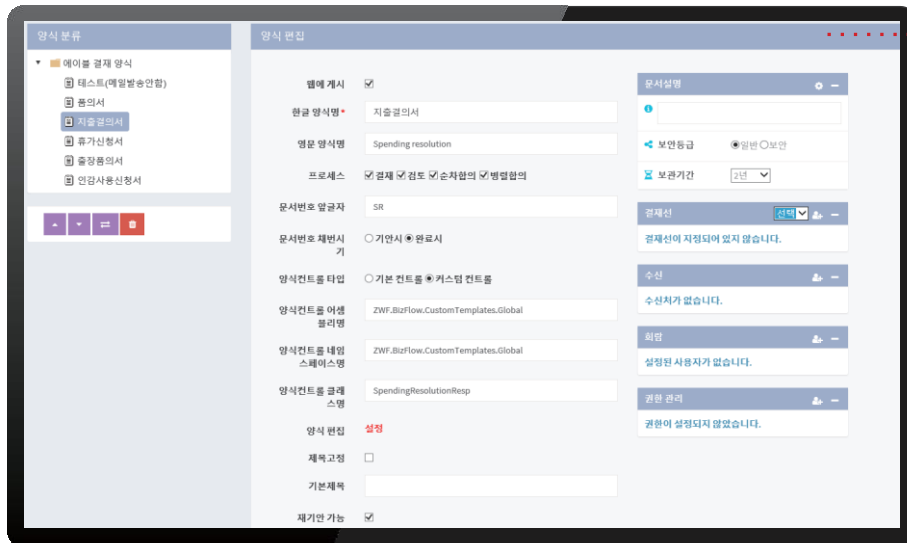 양식 분류
에이블 결재 양식
테스트(메일발송안함)
품의서
지출결의서
휴가신청서
출장품의서
인감사용신청서
양식 편집
웹에 게시
한글 양식명* 지출결의서
영문 양식명 Spending resolution
프로세스 결재 검토 순차합의 병렬합의
문서번호 앞글자 SR
문서번호 채번시
기
기안시 완료시
양식컨트롤 타입 기본 컨트롤 커스텀 컨트롤
양식컨트롤 어셈
블리명
ZWF.BizFlow.CustomTemplates.Global
양식컨트롤 네임
스페이스명
ZWF.BizFlow.CustomTemplates.Global
양식컨트롤 클래
스명
SpendingResolutionResp
양식 편집 설정
제목고정
기본제목
재기안 가능
문서설명
보안등급 일반 보안
보관기간 2년
결재선 선택
결재선이 지정되어 있지 않습니다.
수신
수신처가 없습니다.
회람
설정된 사용자가 없습니다.
권한 관리
권한이 설정되지 않았습니다.